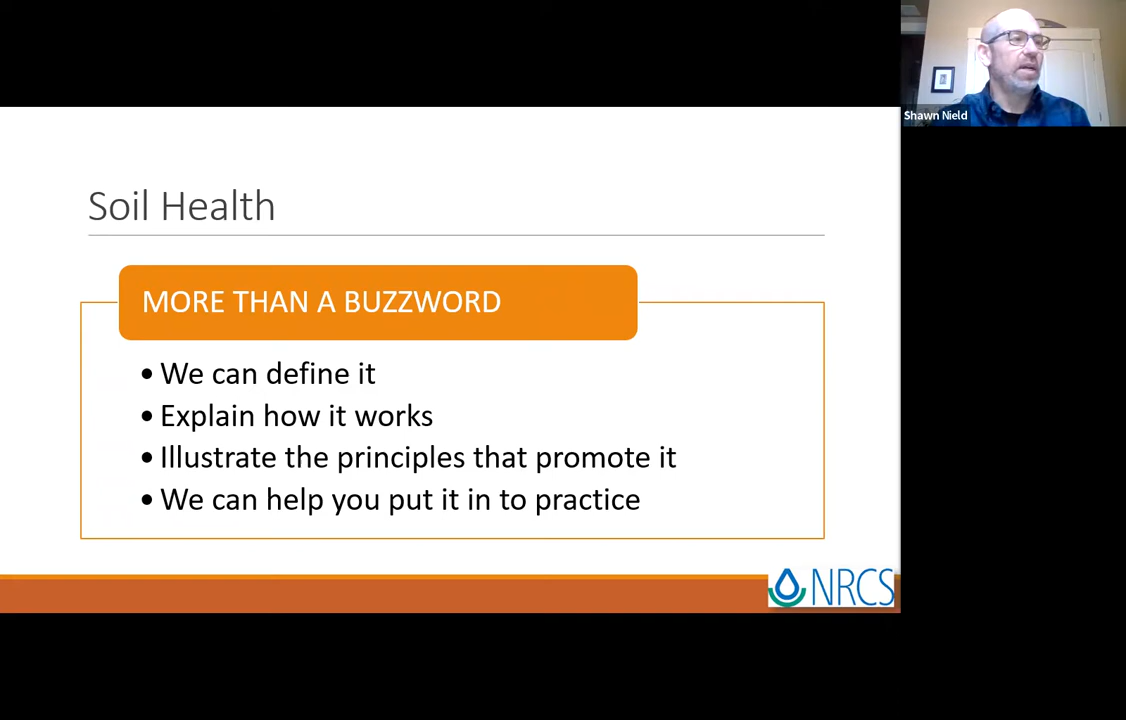 Shawn Nield
Soil Health
MORE THAN A BUZZWORD
• We can define it
• Explain how it works
• Illustrate the principles that promote it
• We can help you put it in to practice
NRCS